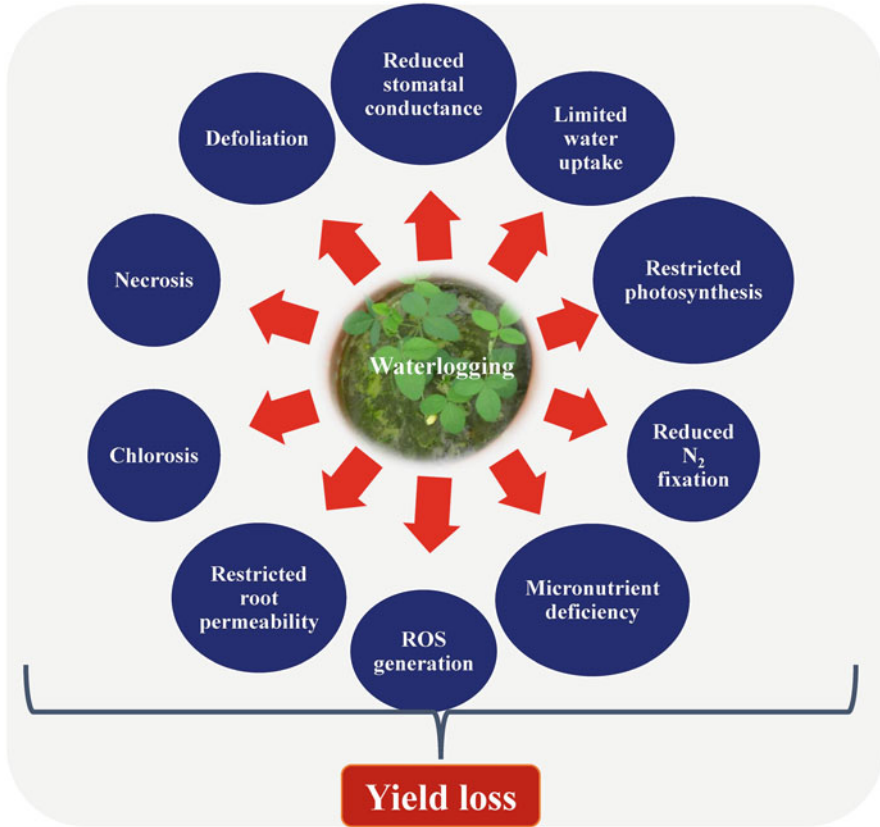 Reduced
stomatal
conductance
Limited
water
uptake
Restricted
photosynthesis
Reduced
N₂
fixation
Micronutrient
deficiency
ROS
generation
Restricted
root
permeability
Chlorosis
Necrosis
Defoliation
Waterlogging
Yield loss